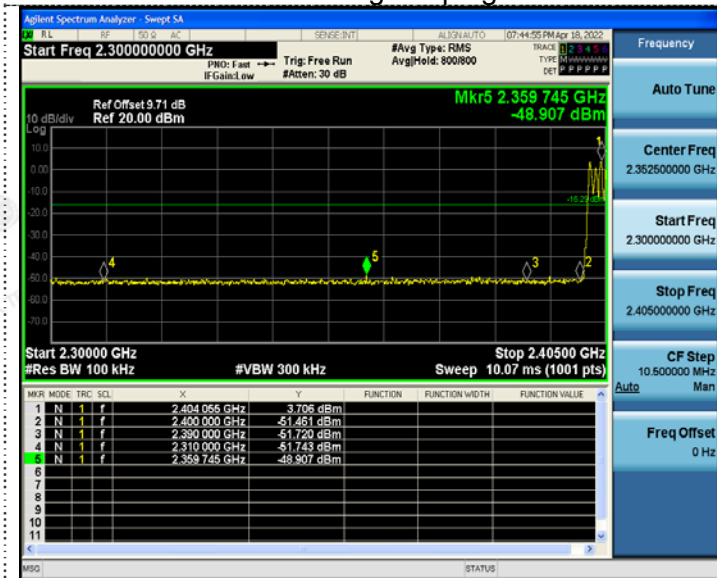 Agilent Spectrum Analyzer - Swept SA
RL RF 50 Ω AC SENSE:INT ALIGN AUTO 07:44:55 PM Apr 18, 2022
Start Freq 2.300000000 GHz
PNO: Fast
IFGain:Low
Trig: Free Run
#Atten: 30 dB
#Avg Type: RMS
Avg|Hold: 800/800
TRACE 1 2 3 4 5 6
TYPE M W W W W W
DET P P P P P P
Ref Offset 9.71 dB
Ref 20.00 dBm
10 dB/div
Log
Mkr5 2.359 745 GHz
-48.907 dBm
10.0
0.00
-10.0
-20.0
-30.0
-40.0
-50.0
-60.0
-70.0
1
-16.29 dBm
4
5
3
2
Start 2.30000 GHz
Stop 2.40500 GHz
#Res BW 100 kHz
#VBW 300 kHz
Sweep 10.07 ms (1001 pts)
MKR MODE TRC SCL X Y FUNCTION FUNCTION WIDTH FUNCTION VALUE
1 N 1 f 2.404 055 GHz 3.706 dBm
2 N 1 f 2.400 000 GHz -51.461 dBm
3 N 1 f 2.390 000 GHz -51.720 dBm
4 N 1 f 2.310 000 GHz -51.743 dBm
5 N 1 f 2.359 745 GHz -48.907 dBm
6
7
8
9
10
11
MSG
STATUS
Frequency
Auto Tune
Center Freq
2.352500000 GHz
Start Freq
2.300000000 GHz
Stop Freq
2.405000000 GHz
CF Step
10.500000 MHz
Auto Man
Freq Offset
0 Hz